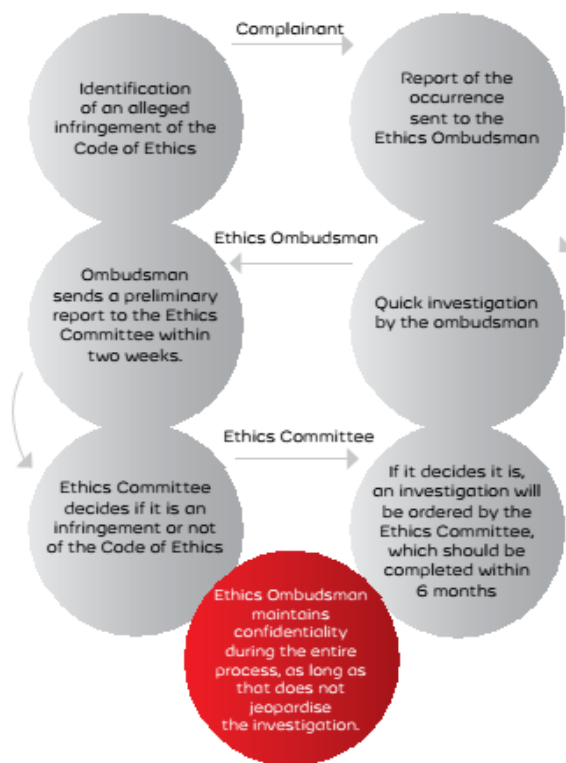 Complainant
Identification
of an alleged
infringement of the
Code of Ethics
Report of the
occurrence
sent to the
Ethics Ombudsman
Ethics Ombudsman
Quick investigation
by the ombudsman
Ombudsman
sends a preliminary
report to the Ethics
Committee within
two weeks.
Ethics Committee
Ethics Committee
decides if it is an
infringement or not
of the Code of Ethics
If it decides it is,
an investigation will
be ordered by the
Ethics Committee,
which should be
completed within
6 months
Ethics Ombudsman
maintains
confidentiality
during the entire
process, as long as
that does not
jeopardise
the investigation.